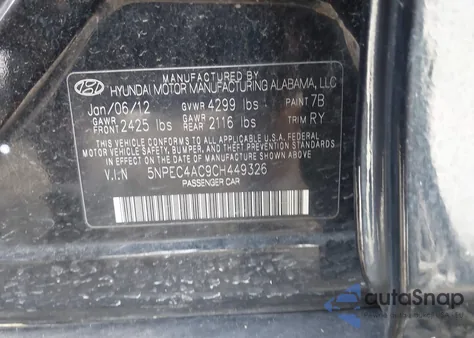 MANUFACTURED BY
HYUNDAI MOTOR MANUFACTURING ALABAMA, LLC
Jan/06/12 GVWR 4299 lbs PAINT 7B
GAWR FRONT 2425 lbs GAWR REAR 2116 lbs TRIM RY
THIS VEHICLE CONFORMS TO ALL APPLICABLE FEDERAL
MOTOR VEHICLE SAFETY, BUMPER, AND THEFT PREVENTION
STANDARDS IN EFFECT ON THE DATE OF MANUFACTURE
SHOWN ABOVE.
V.I.N: 5NPEC4AC9CH449326
PASSENGER CAR
autoSnap